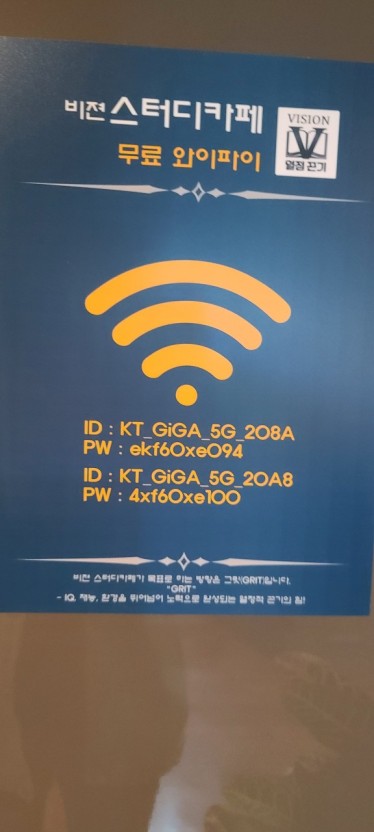 비젼 스터디카페
무료 와이파이
VISION
V
열정 끈기
ID : KT_GiGA_5G_208A
PW : ekf60xe094
ID : KT_GiGA_5G_20A8
PW : 4xf60xe100
비젼 스터디카페가 목표로 하는 방향은 그릿(GRIT)입니다.
"GRIT"
- IQ, 재능, 환경을 뛰어넘어 노력으로 완성되는 열정적 끈기의 힘!